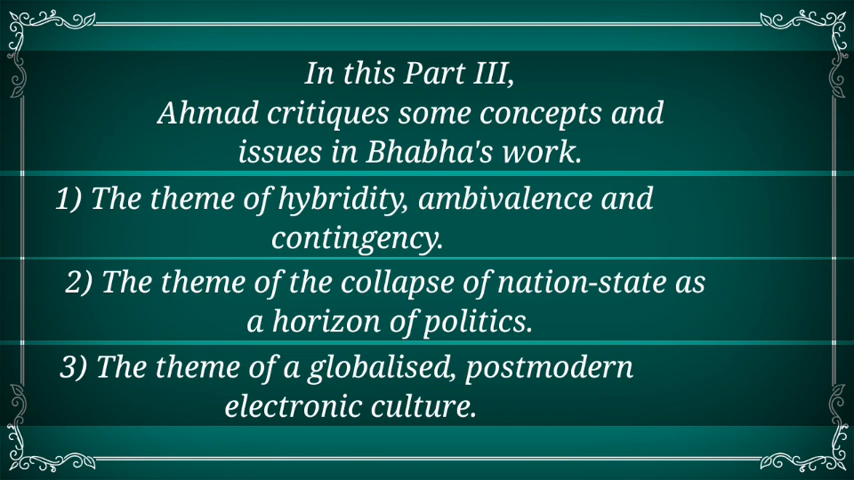 In this Part III,
Ahmad critiques some concepts and
issues in Bhabha's work.
1) The theme of hybridity, ambivalence and
contingency.
2) The theme of the collapse of nation-state as
a horizon of politics.
3) The theme of a globalised, postmodern
electronic culture.